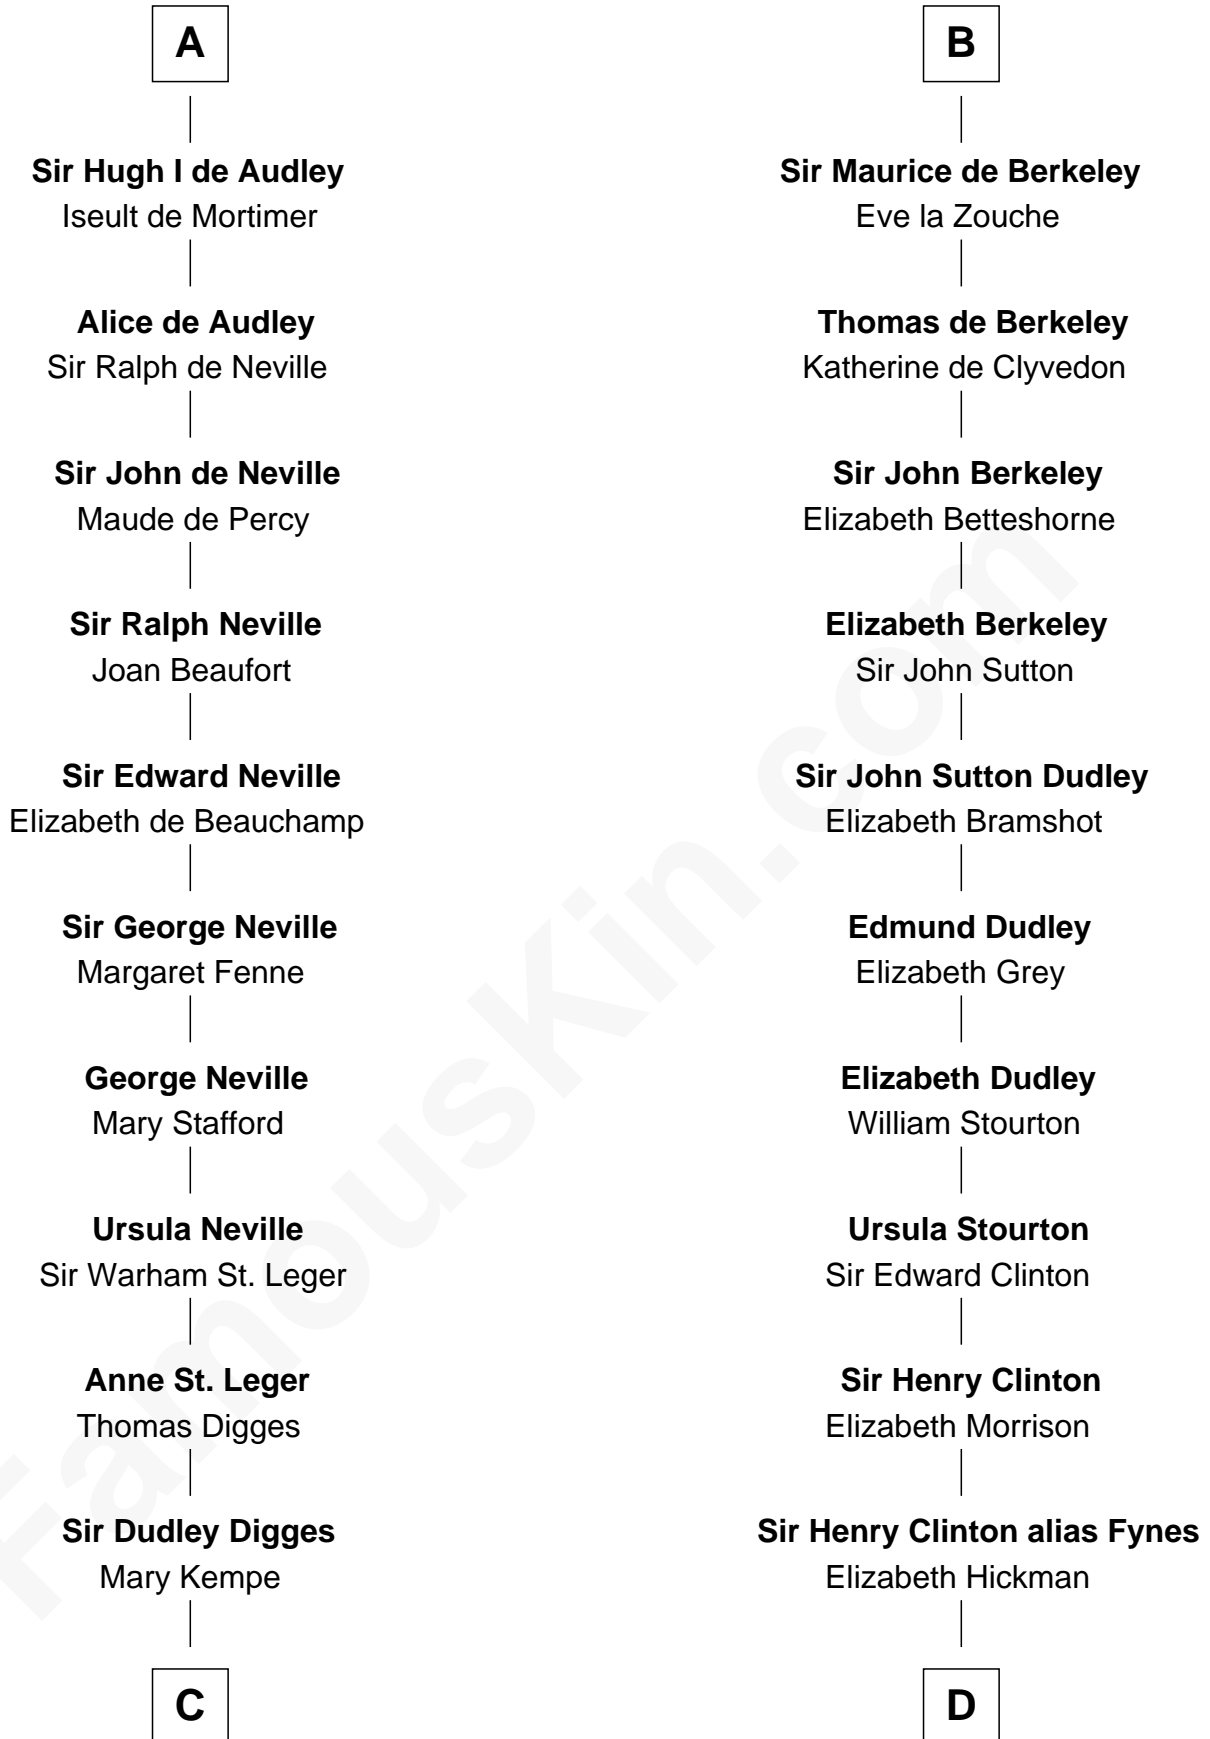 A
Sir Hugh I de Audley
Iseult de Mortimer
Alice de Audley
Sir Ralph de Neville
Sir John de Neville
Maude de Percy
Sir Ralph Neville
Joan Beaufort
Sir Edward Neville
Elizabeth de Beauchamp
Sir George Neville
Margaret Fenne
George Neville
Mary Stafford
Ursula Neville
Sir Warham St. Leger
Anne St. Leger
Thomas Digges
Sir Dudley Digges
Mary Kempe
C
B
Sir Maurice de Berkeley
Eve la Zouche
Thomas de Berkeley
Katherine de Clyvedon
Sir John Berkeley
Elizabeth Betteshorne
Elizabeth Berkeley
Sir John Sutton
Sir John Sutton Dudley
Elizabeth Bramshot
Edmund Dudley
Elizabeth Grey
Elizabeth Dudley
William Stourton
Ursula Stourton
Sir Edward Clinton
Sir Henry Clinton
Elizabeth Morrison
Sir Henry Clinton alias Fynes
Elizabeth Hickman
D
FamousKin.com